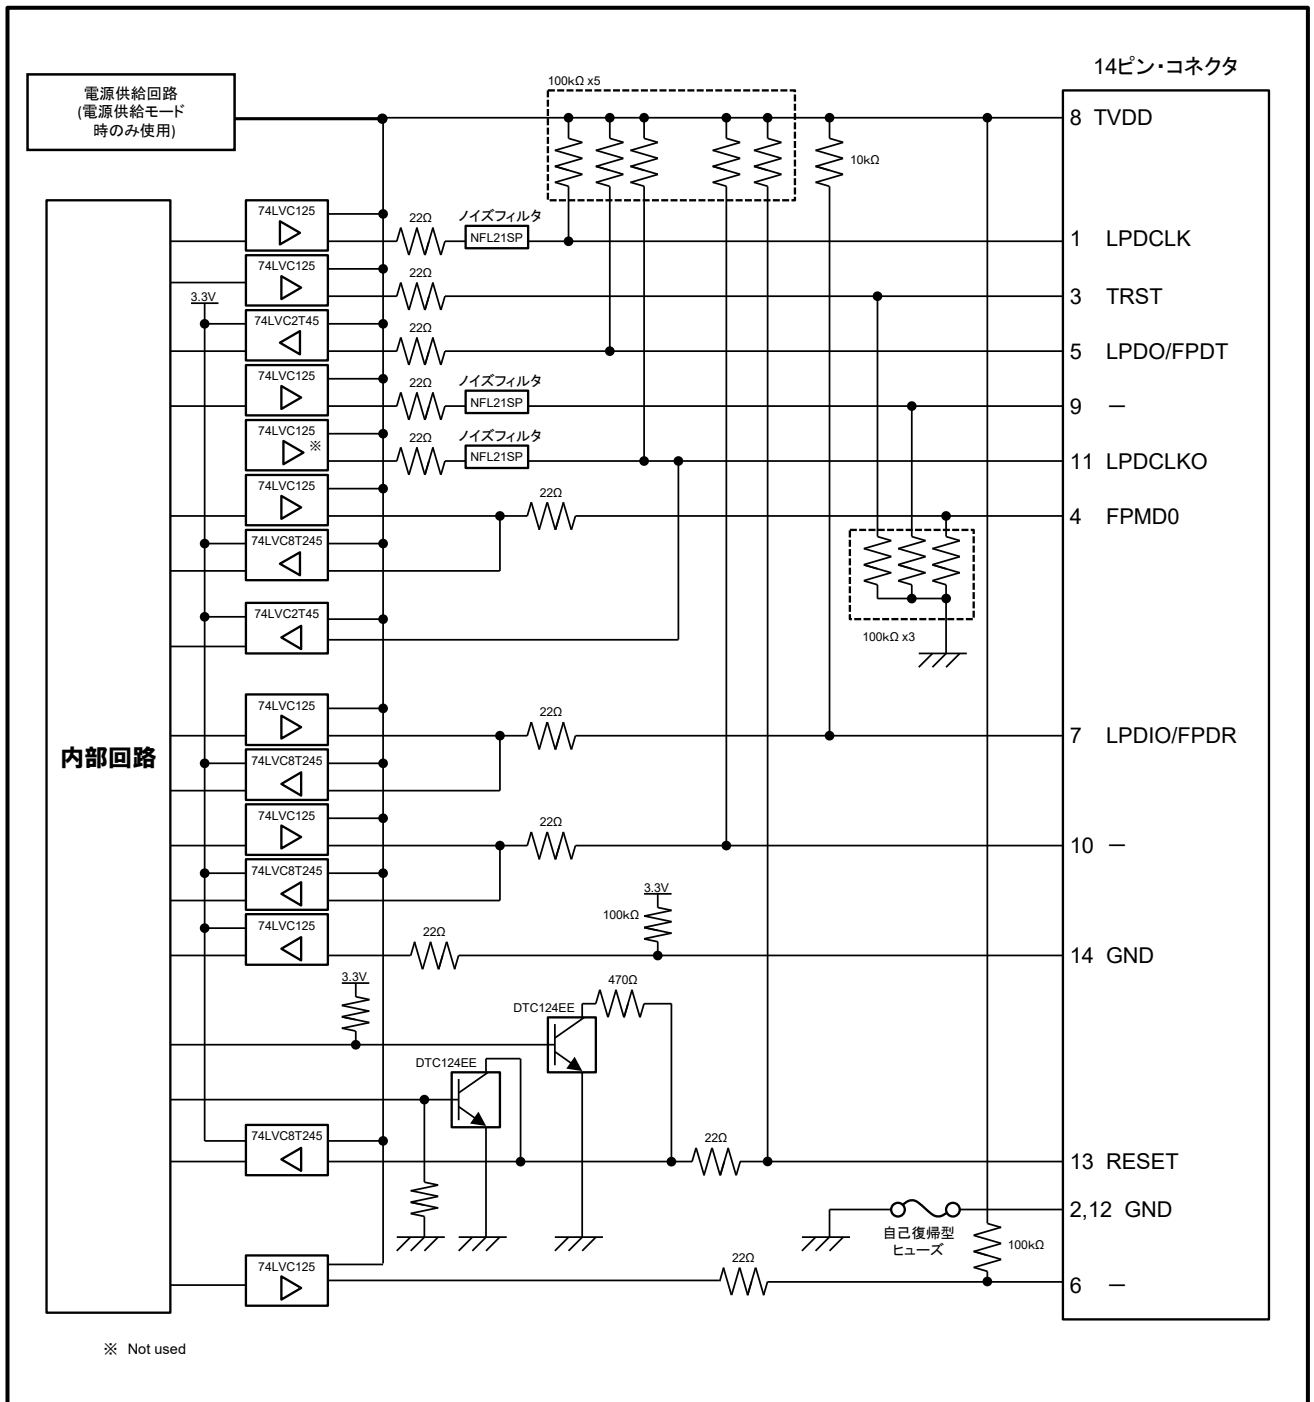 14ピン・コネクタ
電源供給回路
(電源供給モード
時のみ使用)
100kΩ x5
8 TVDD
10kΩ
74LVC125
22Ω
ノイズフィルタ
NFL21SP
1 LPDCLK
74LVC125
22Ω
3 TRST
3.3V
74LVC2T45
22Ω
5 LPDO/FPDT
74LVC125
22Ω
ノイズフィルタ
NFL21SP
9 －
74LVC125
※
22Ω
ノイズフィルタ
NFL21SP
11 LPDCLKO
74LVC125
22Ω
4 FPMD0
74LVC8T245
74LVC2T45
100kΩ x3
74LVC125
22Ω
7 LPDIO/FPDR
内部回路
74LVC8T245
74LVC125
22Ω
10 －
74LVC8T245
3.3V
100kΩ
74LVC125
22Ω
14 GND
3.3V
470Ω
DTC124EE
DTC124EE
74LVC8T245
22Ω
13 RESET
2,12 GND
自己復帰型
ヒューズ
100kΩ
74LVC125
22Ω
6 －
※ Not used